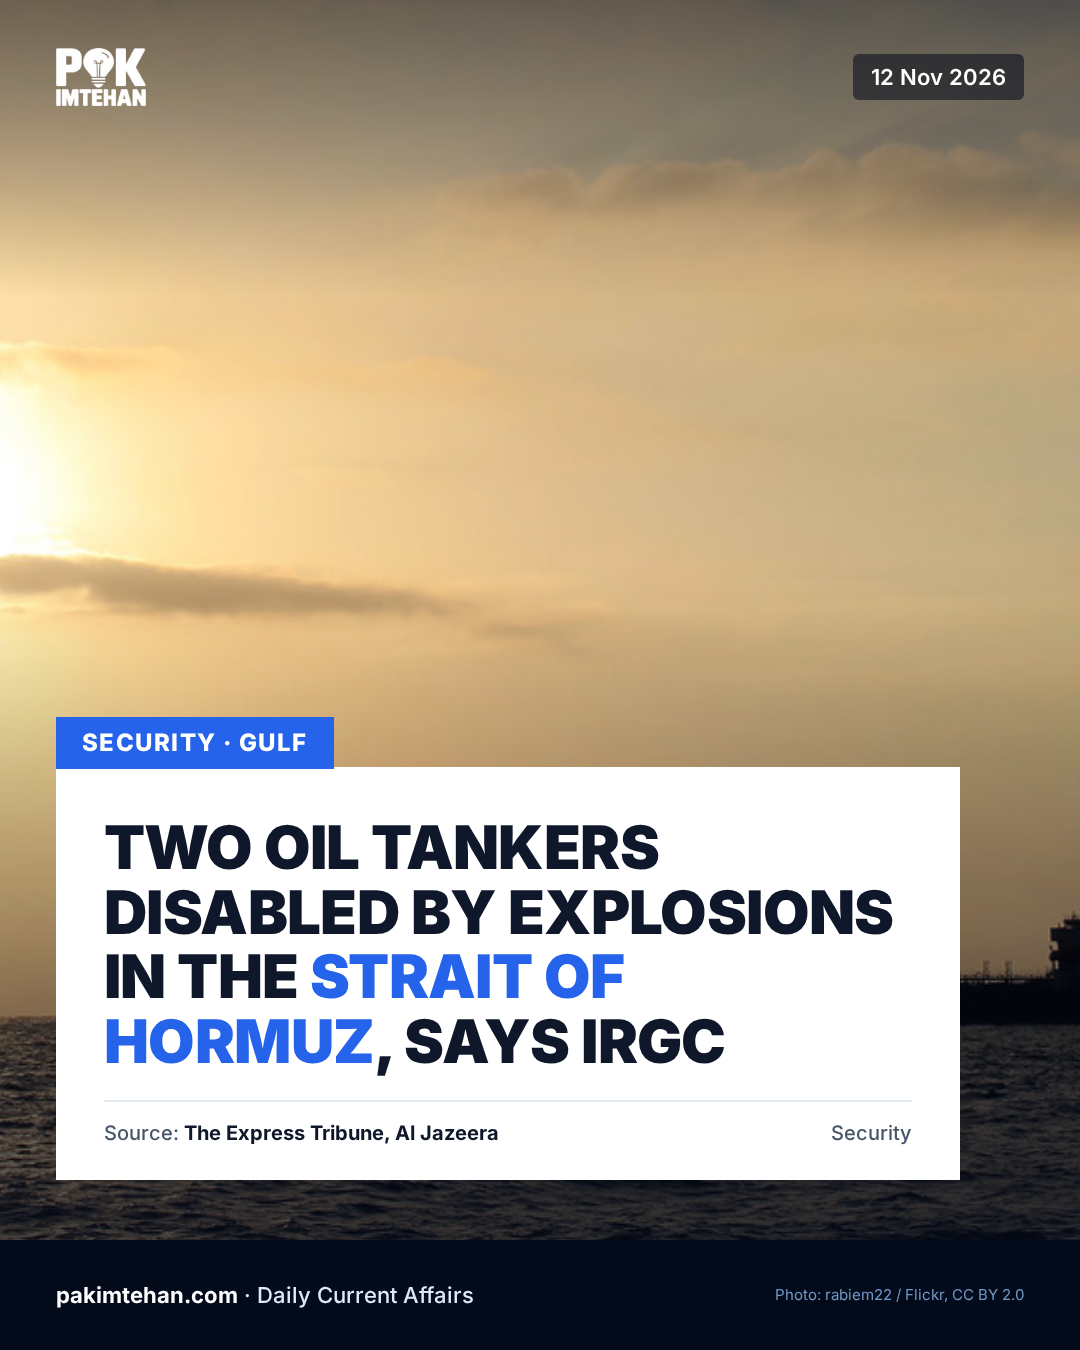 POK
IMTEHAN
12 Nov 2026
SECURITY · GULF
TWO OIL TANKERS
DISABLED BY EXPLOSIONS
IN THE STRAIT OF
HORMUZ, SAYS IRGC
Source: The Express Tribune, Al Jazeera
Security
pakimtehan.com · Daily Current Affairs
Photo: rabiem22 / Flickr, CC BY 2.0